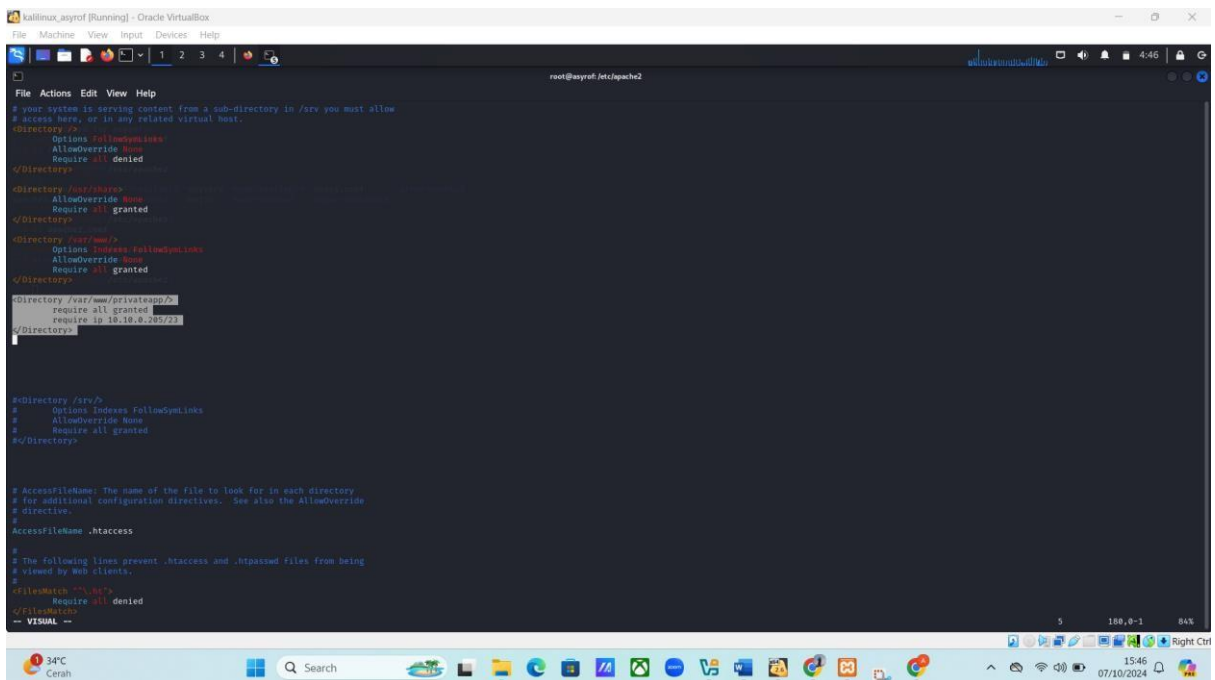 kalilinux_asyrof [Running] - Oracle VirtualBox
File Machine View Input Devices Help
1 2 3 4
4:46
root@asyrof: /etc/apache2
File Actions Edit View Help
# your system is serving content from a sub-directory in /srv you must allow
# access here, or in any related virtual host.
<Directory />
Options FollowSymLinks
AllowOverride None
Require all denied
</Directory>
<Directory /usr/share>
AllowOverride None
Require all granted
</Directory>
<Directory /var/www/>
Options Indexes FollowSymLinks
AllowOverride None
Require all granted
</Directory>
<Directory /var/www/privateapp/>
require all granted
require ip 10.10.0.205/23
</Directory>
#<Directory /srv/>
# Options Indexes FollowSymLinks
# AllowOverride None
# Require all granted
#</Directory>
# AccessFileName: The name of the file to look for in each directory
# for additional configuration directives. See also the AllowOverride
# directive.
#
AccessFileName .htaccess
#
# The following lines prevent .htaccess and .htpasswd files from being
# viewed by Web clients.
#
<FilesMatch "^\.ht">
Require all denied
</FilesMatch>
-- VISUAL -- 5 180,0-1 84%
Right Ctrl
1
34°C
Cerah
Search
15:46
07/10/2024